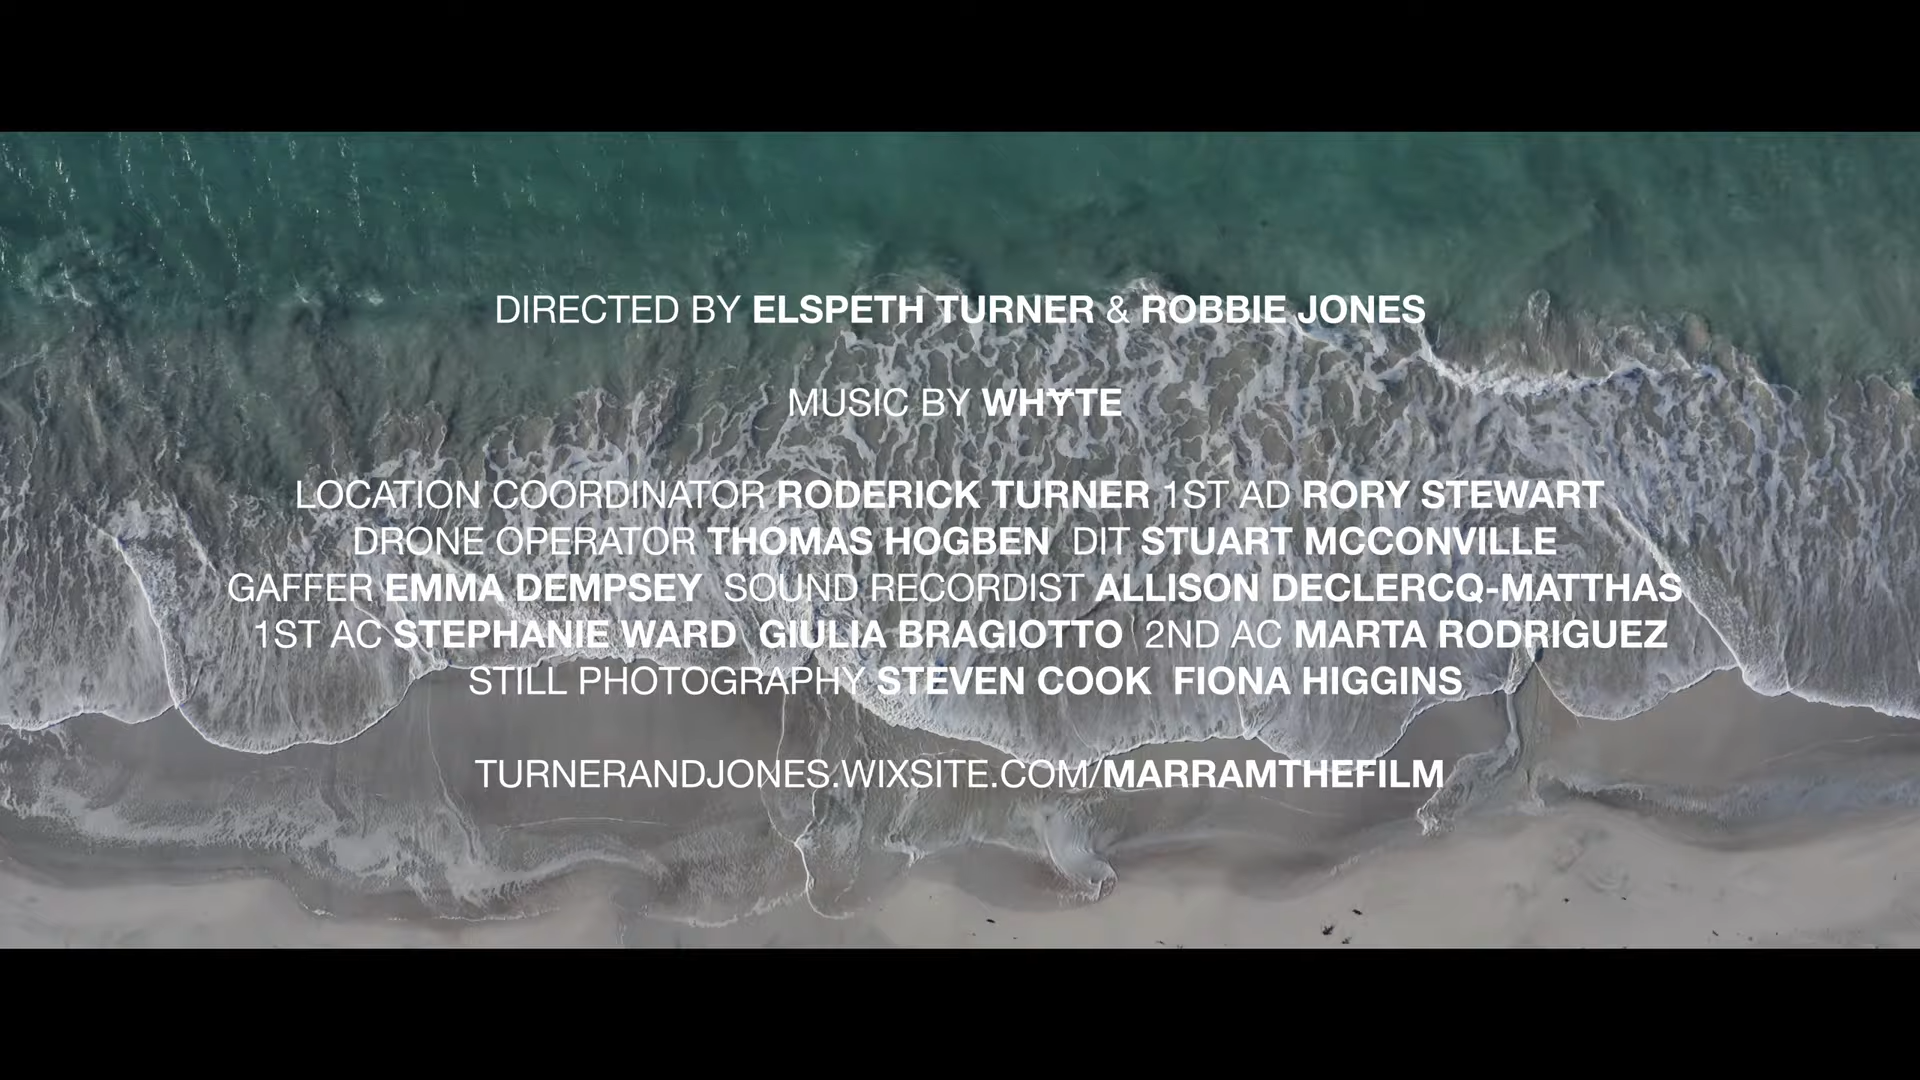 DIRECTED BY ELSPETH TURNER & ROBBIE JONES
MUSIC BY WHYTE
LOCATION COORDINATOR RODERICK TURNER 1ST AD RORY STEWART
DRONE OPERATOR THOMAS HOGBEN DIT STUART MCCONVILLE
GAFFER EMMA DEMPSEY SOUND RECORDIST ALLISON DECLERCQ-MATTHAS
1ST AC STEPHANIE WARD GIULIA BRAGIOTTO 2ND AC MARTA RODRIGUEZ
STILL PHOTOGRAPHY STEVEN COOK FIONA HIGGINS
TURNERANDJONES.WIXSITE.COM/MARRAMTHEFILM